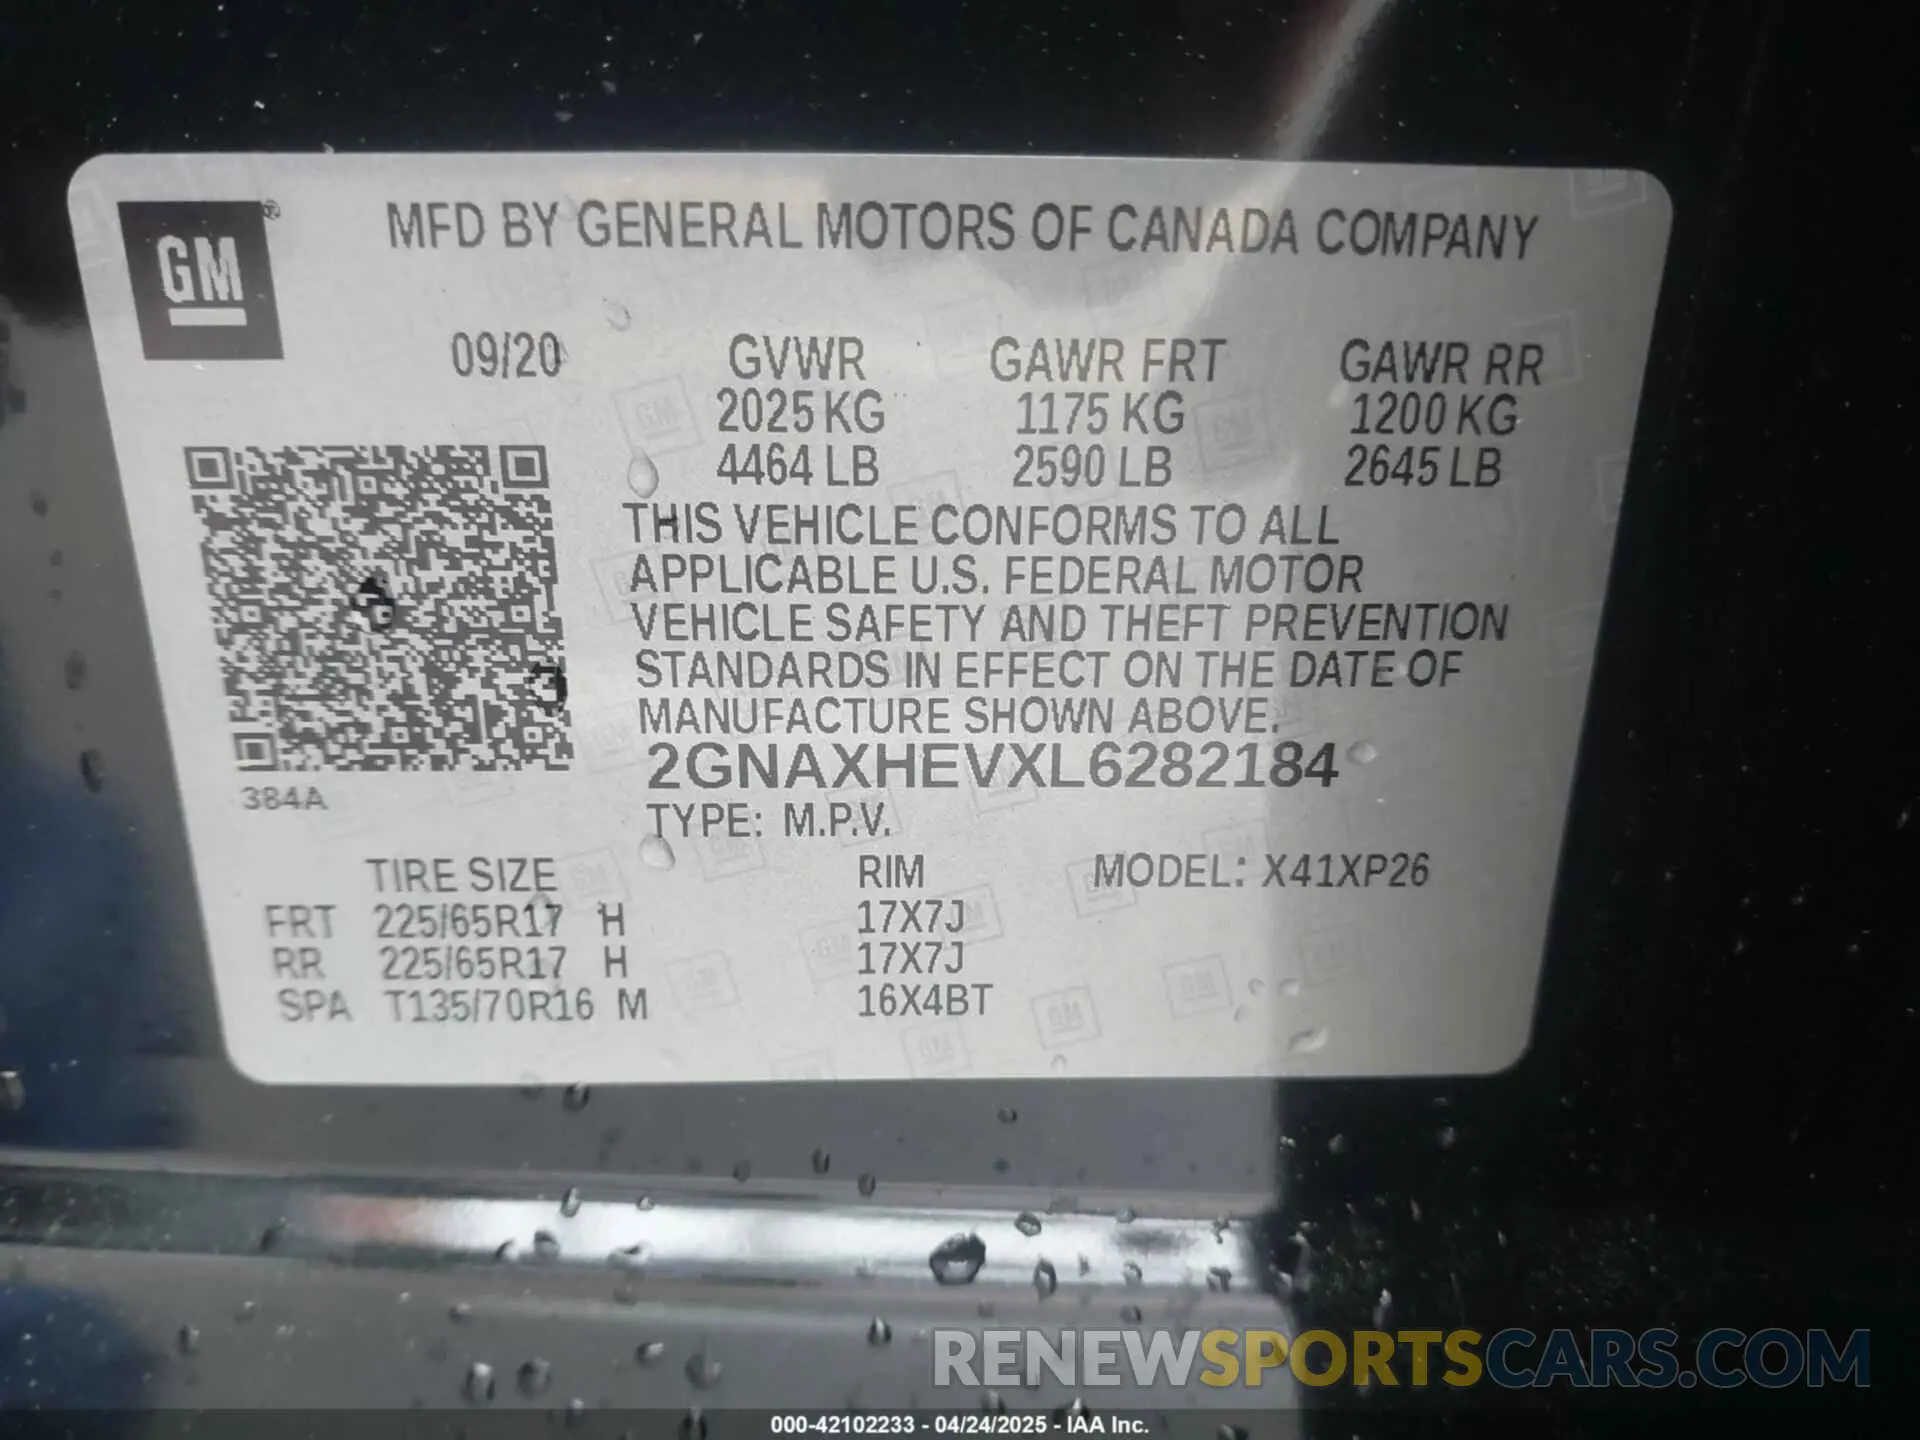 GM ®
MFD BY GENERAL MOTORS OF CANADA COMPANY
09/20 GVWR GAWR FRT GAWR RR
2025 KG 1175 KG 1200 KG
4464 LB 2590 LB 2645 LB
THIS VEHICLE CONFORMS TO ALL
APPLICABLE U.S. FEDERAL MOTOR
VEHICLE SAFETY AND THEFT PREVENTION
STANDARDS IN EFFECT ON THE DATE OF
MANUFACTURE SHOWN ABOVE.
2GNAXHEVXL6282184
384A
TYPE: M.P.V.
TIRE SIZE RIM MODEL: X41XP26
FRT 225/65R17 H 17X7J
RR 225/65R17 H 17X7J
SPA T135/70R16 M 16X4BT
RENEWSPORTSCARS.COM
000-42102233 - 04/24/2025 - IAA Inc.